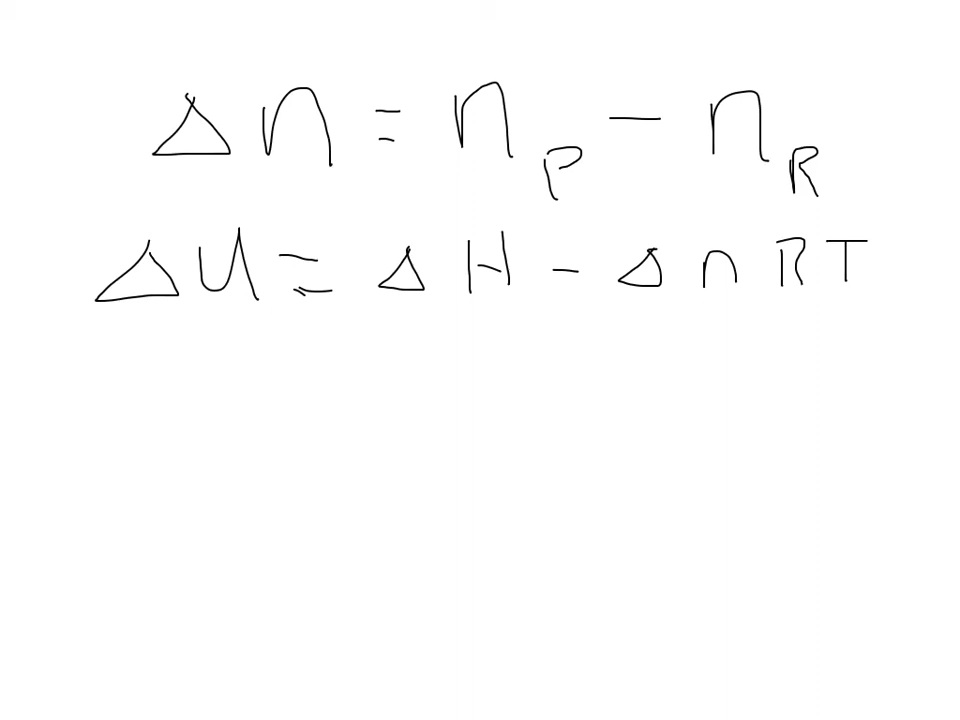 Δn = n_P - n_R
ΔU = ΔH - ΔnRT